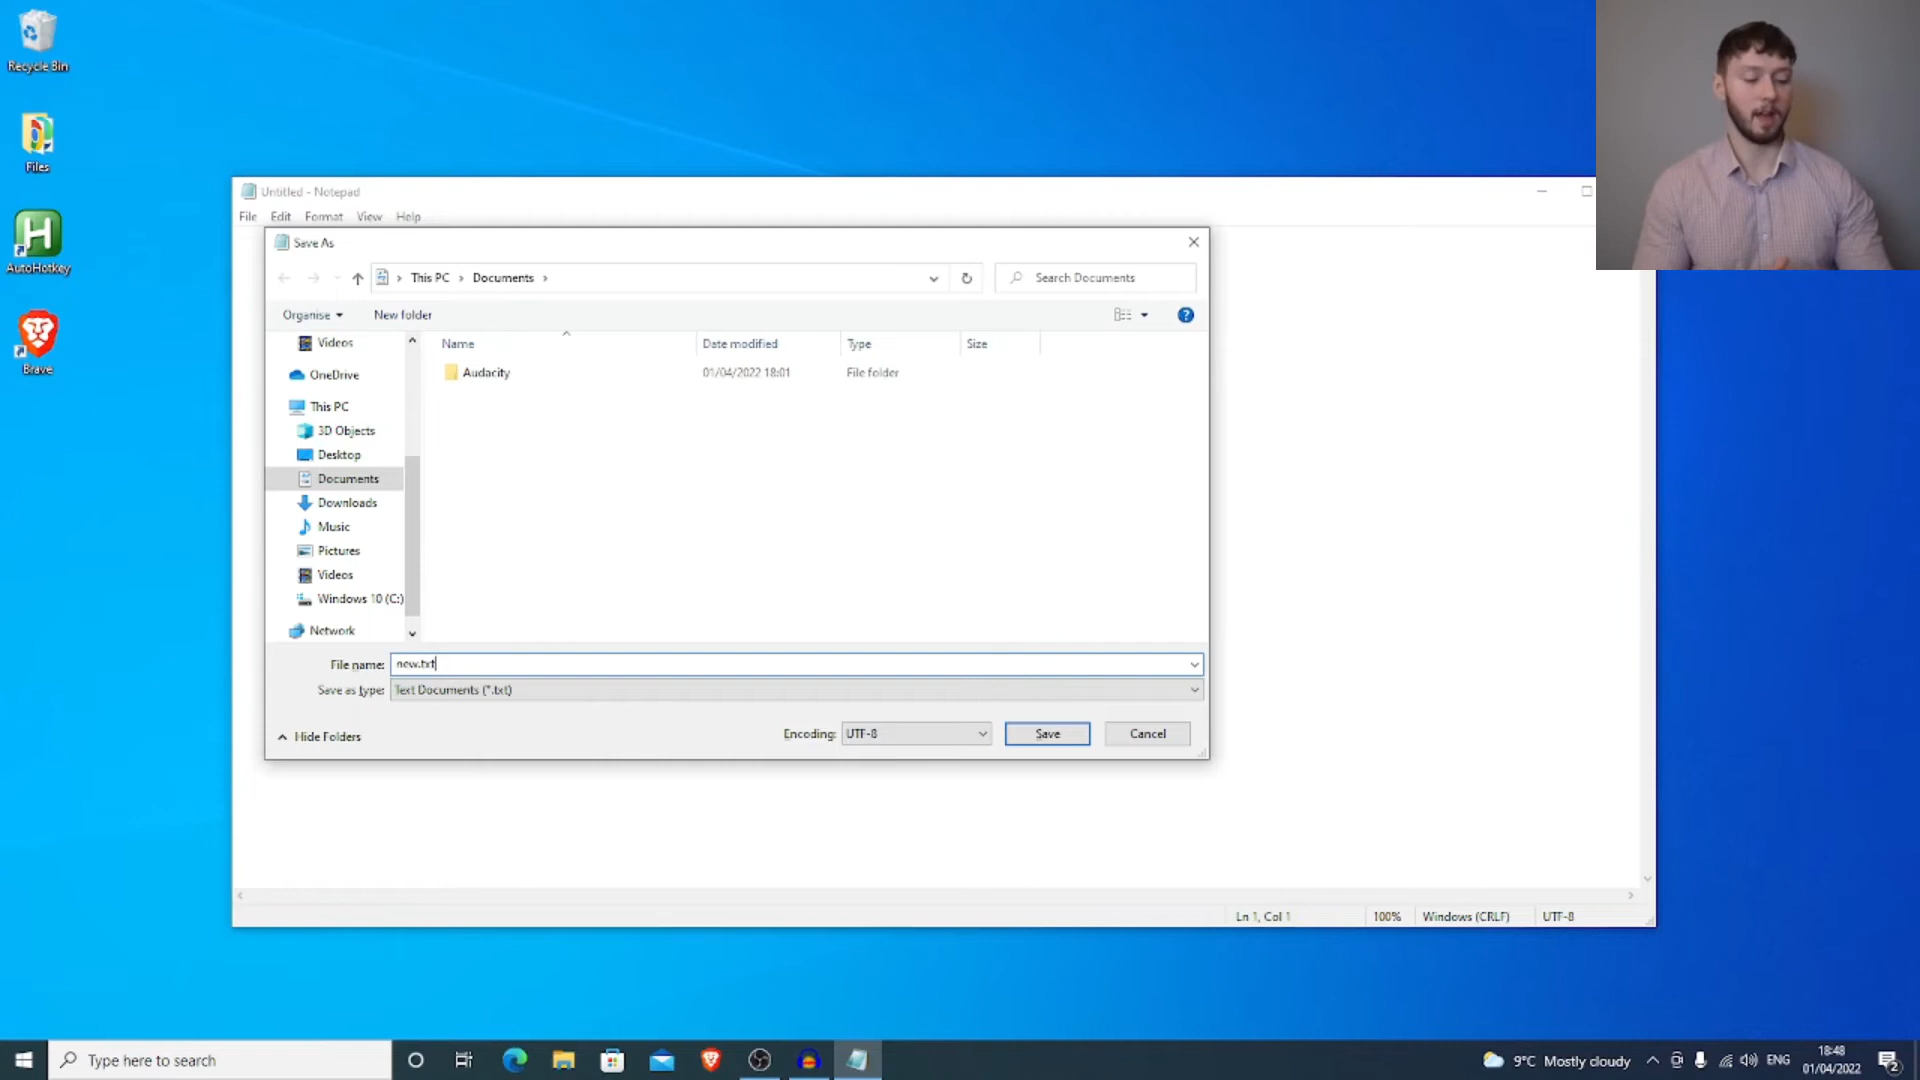 Recycle Bin
Files
AutoHotkey
Brave
Untitled - Notepad
File Edit Format View Help
Save As
This PC Documents
Search Documents
Organise New folder
Name Date modified Type Size
Audacity 01/04/2022 18:01 File folder
Videos
OneDrive
This PC
3D Objects
Desktop
Documents
Downloads
Music
Pictures
Videos
Windows 10 (C:)
Network
File name: new.txt
Save as type: Text Documents (*.txt)
Hide Folders Encoding: UTF-8 Save Cancel
Ln 1, Col 1 100% Windows (CRLF) UTF-8
Type here to search
9°C Mostly cloudy ENG
18:48
01/04/2022
2